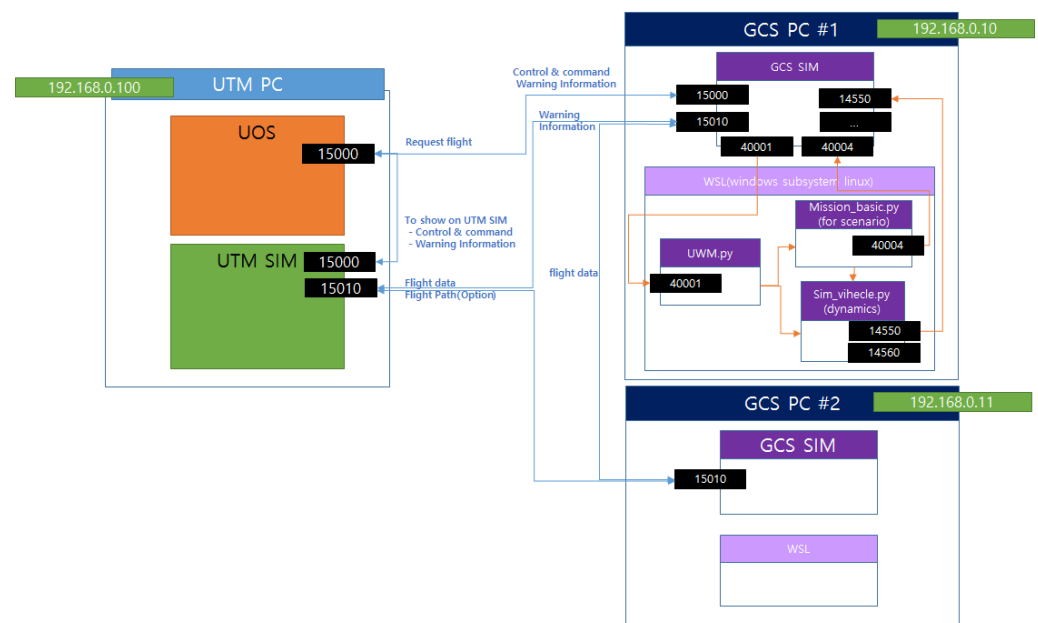 GCS PC #1
192.168.0.10
UTM PC
192.168.0.100
UOS
15000
UTM SIM
15000
15010
Request flight
To show on UTM SIM
- Control & command
- Warning Information
Flight data
Flight Path(Option)
Control & command
Warning Information
Warning
Information
flight data
GCS SIM
15000
15010
14550
...
40001
40004
WSL(windows subsystem linux)
Mission_basic.py
(for scenario)
40004
UWM.py
40001
Sim_vihecle.py
(dynamics)
14550
14560
GCS PC #2
192.168.0.11
GCS SIM
15010
WSL